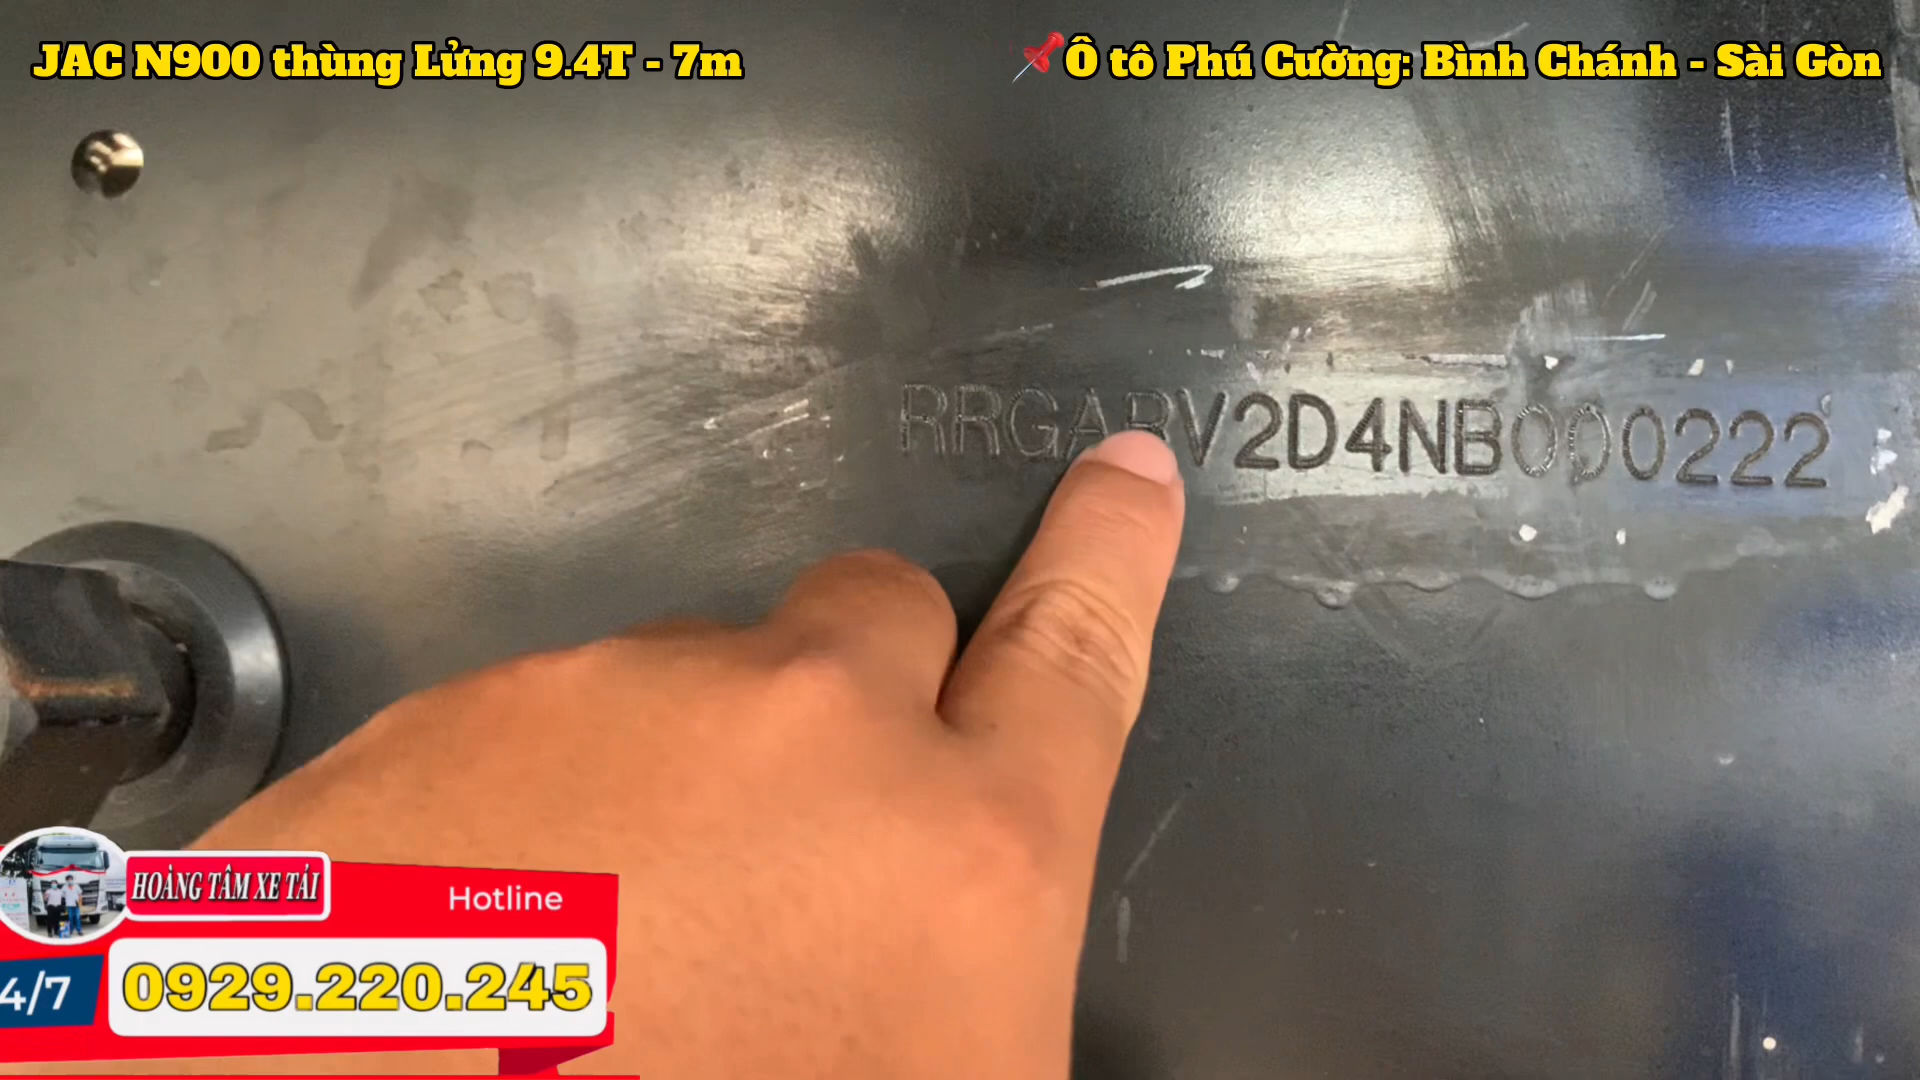 JAC N900 thùng Lửng 9.4T - 7m
Ô tô Phú Cường: Bình Chánh - Sài Gòn
RRGARV2D4NB000222
HOÀNG TÂM XE TẢI
Hotline
4/7
0929.220.245